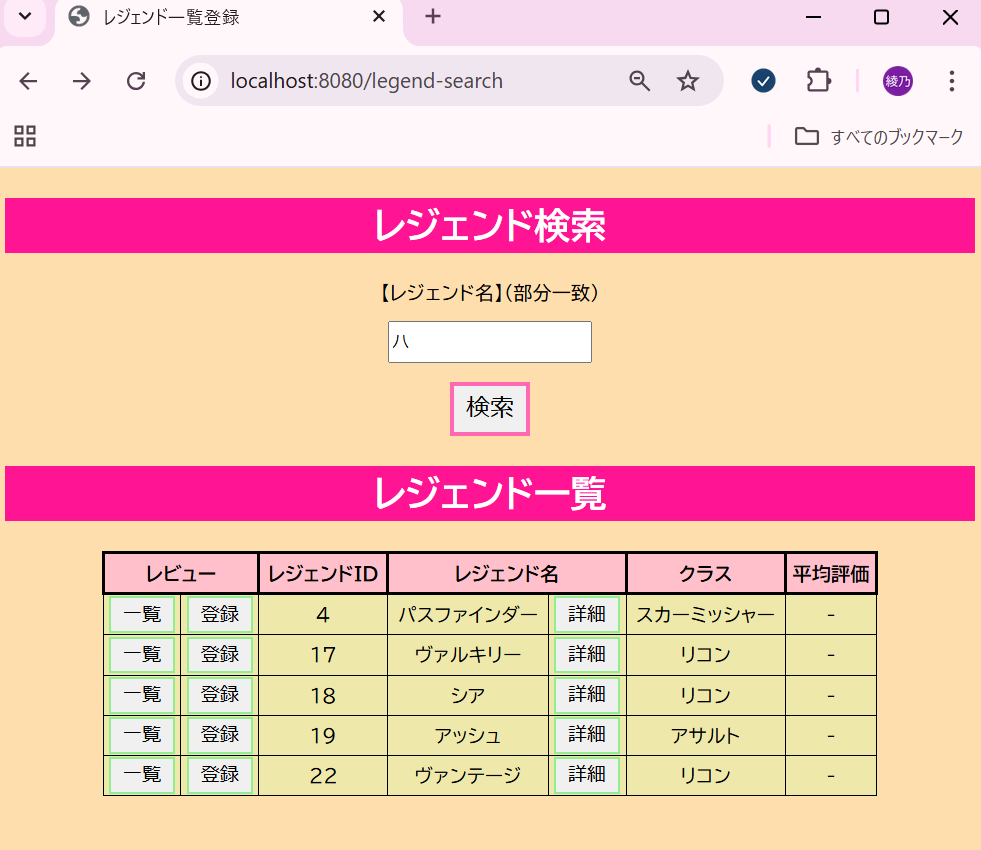 レジェンド一覧登録
localhost:8080/legend-search
綾乃
すべてのブックマーク
レジェンド検索
【レジェンド名】（部分一致）
ハ
検索
レジェンド一覧
レビュー レジェンドID レジェンド名 クラス 平均評価
一覧 登録 4 パスファインダー 詳細 スカーミッシャー -
一覧 登録 17 ヴァルキリー 詳細 リコン -
一覧 登録 18 シア 詳細 リコン -
一覧 登録 19 アッシュ 詳細 アサルト -
一覧 登録 22 ヴァンテージ 詳細 リコン -